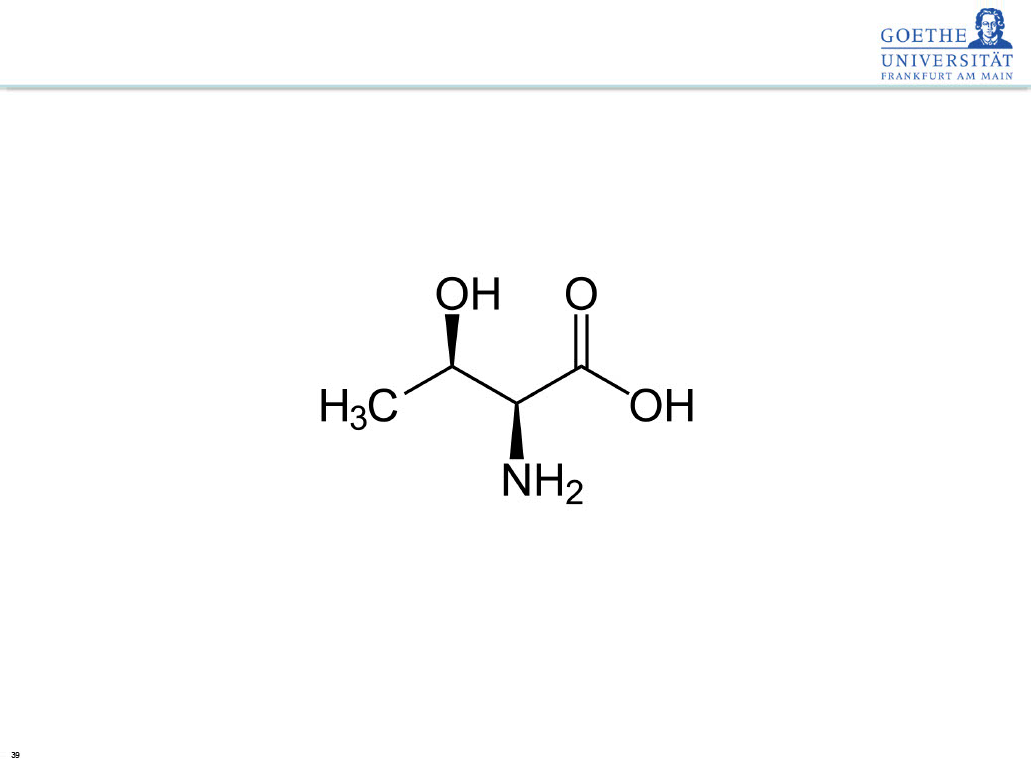 GOETHE
UNIVERSITÄT
FRANKFURT AM MAIN
OH O
H₃C OH
NH₂
39